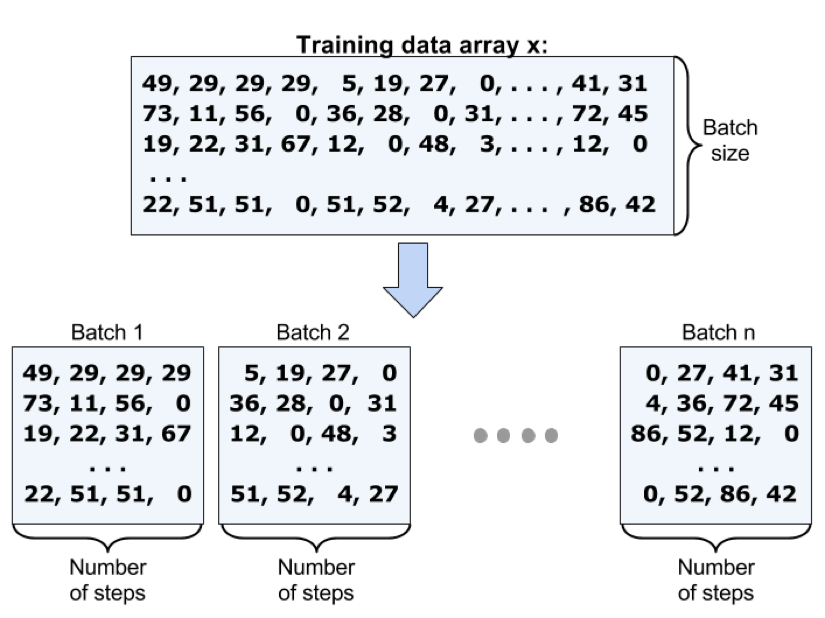 Training data array x:
49, 29, 29, 29, 5, 19, 27, 0, . . . , 41, 31
73, 11, 56, 0, 36, 28, 0, 31, . . . , 72, 45
19, 22, 31, 67, 12, 0, 48, 3, . . . , 12, 0
. . .
22, 51, 51, 0, 51, 52, 4, 27, . . . , 86, 42
Batch
size
Batch 1
49, 29, 29, 29
73, 11, 56, 0
19, 22, 31, 67
. . .
22, 51, 51, 0
Number
of steps
Batch 2
5, 19, 27, 0
36, 28, 0, 31
12, 0, 48, 3
. . .
51, 52, 4, 27
Number
of steps
Batch n
0, 27, 41, 31
4, 36, 72, 45
86, 52, 12, 0
. . .
0, 52, 86, 42
Number
of steps